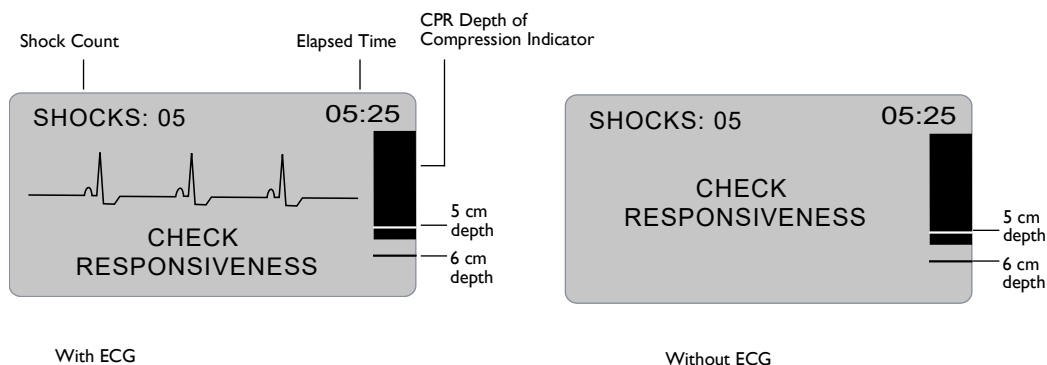 CPR Depth of
Compression Indicator
Shock Count
Elapsed Time
SHOCKS: 05
05:25
CHECK
RESPONSIVENESS
5 cm
depth
6 cm
depth
With ECG
SHOCKS: 05
05:25
CHECK
RESPONSIVENESS
5 cm
depth
6 cm
depth
Without ECG